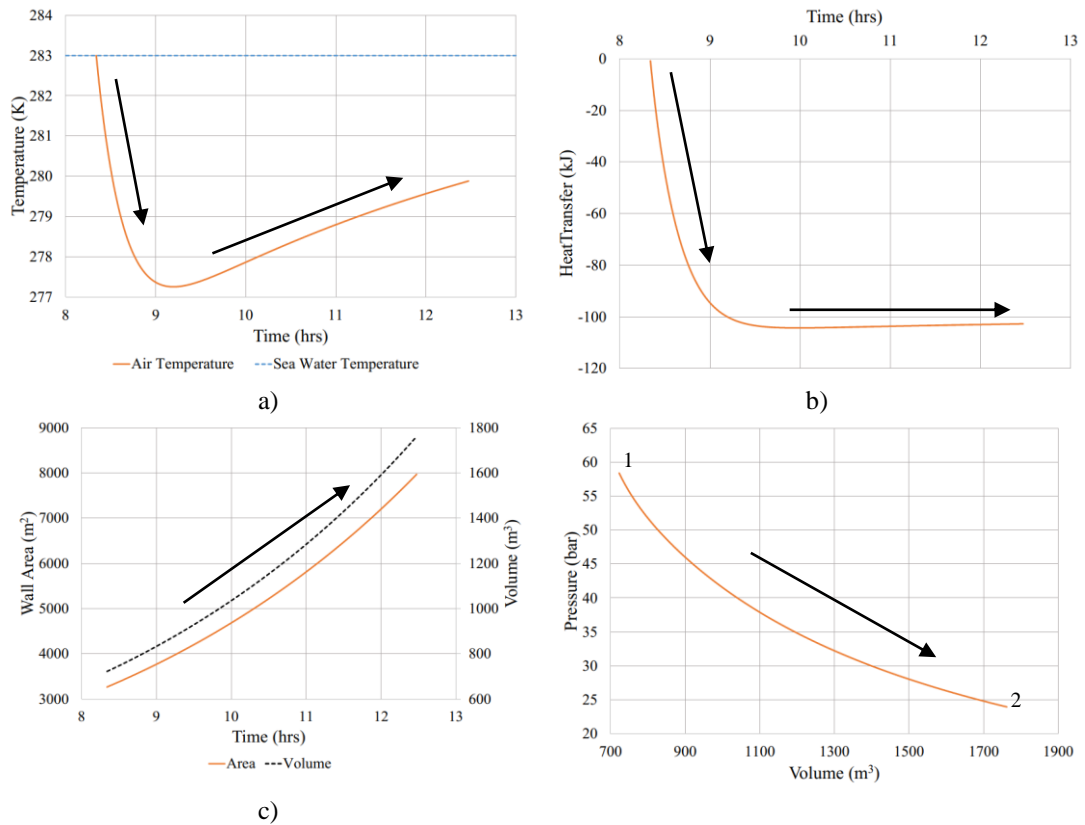 284
283
282
281
280
279
278
277
8 9 10 11 12 13
Temperature (K)
Time (hrs)
Air Temperature Sea Water Temperature
a)
Time (hrs)
8 9 10 11 12 13
0
-20
-40
-60
-80
-100
-120
HeatTransfer (kJ)
b)
9000
8000
7000
6000
5000
4000
3000
Wall Area (m²)
1800
1600
1400
1200
1000
800
600
Volume (m³)
8 9 10 11 12 13
Time (hrs)
Area Volume
c)
65
60
55
50
45
40
35
30
25
20
Pressure (bar)
1
2
700 900 1100 1300 1500 1700 1900
Volume (m³)